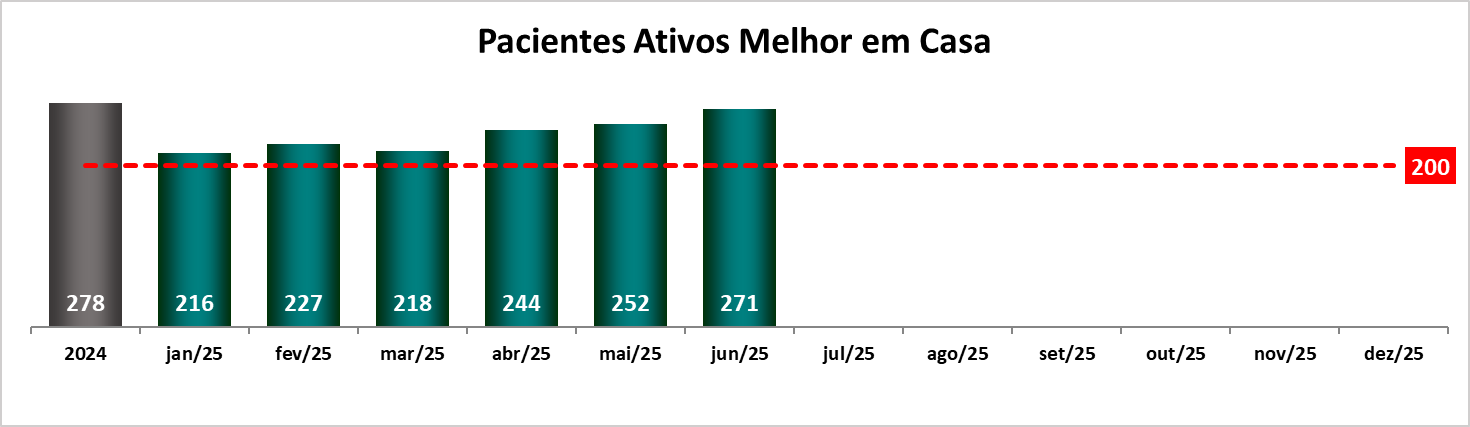 Pacientes Ativos Melhor em Casa
200
278 216 227 218 244 252 271
2024 jan/25 fev/25 mar/25 abr/25 mai/25 jun/25 jul/25 ago/25 set/25 out/25 nov/25 dez/25